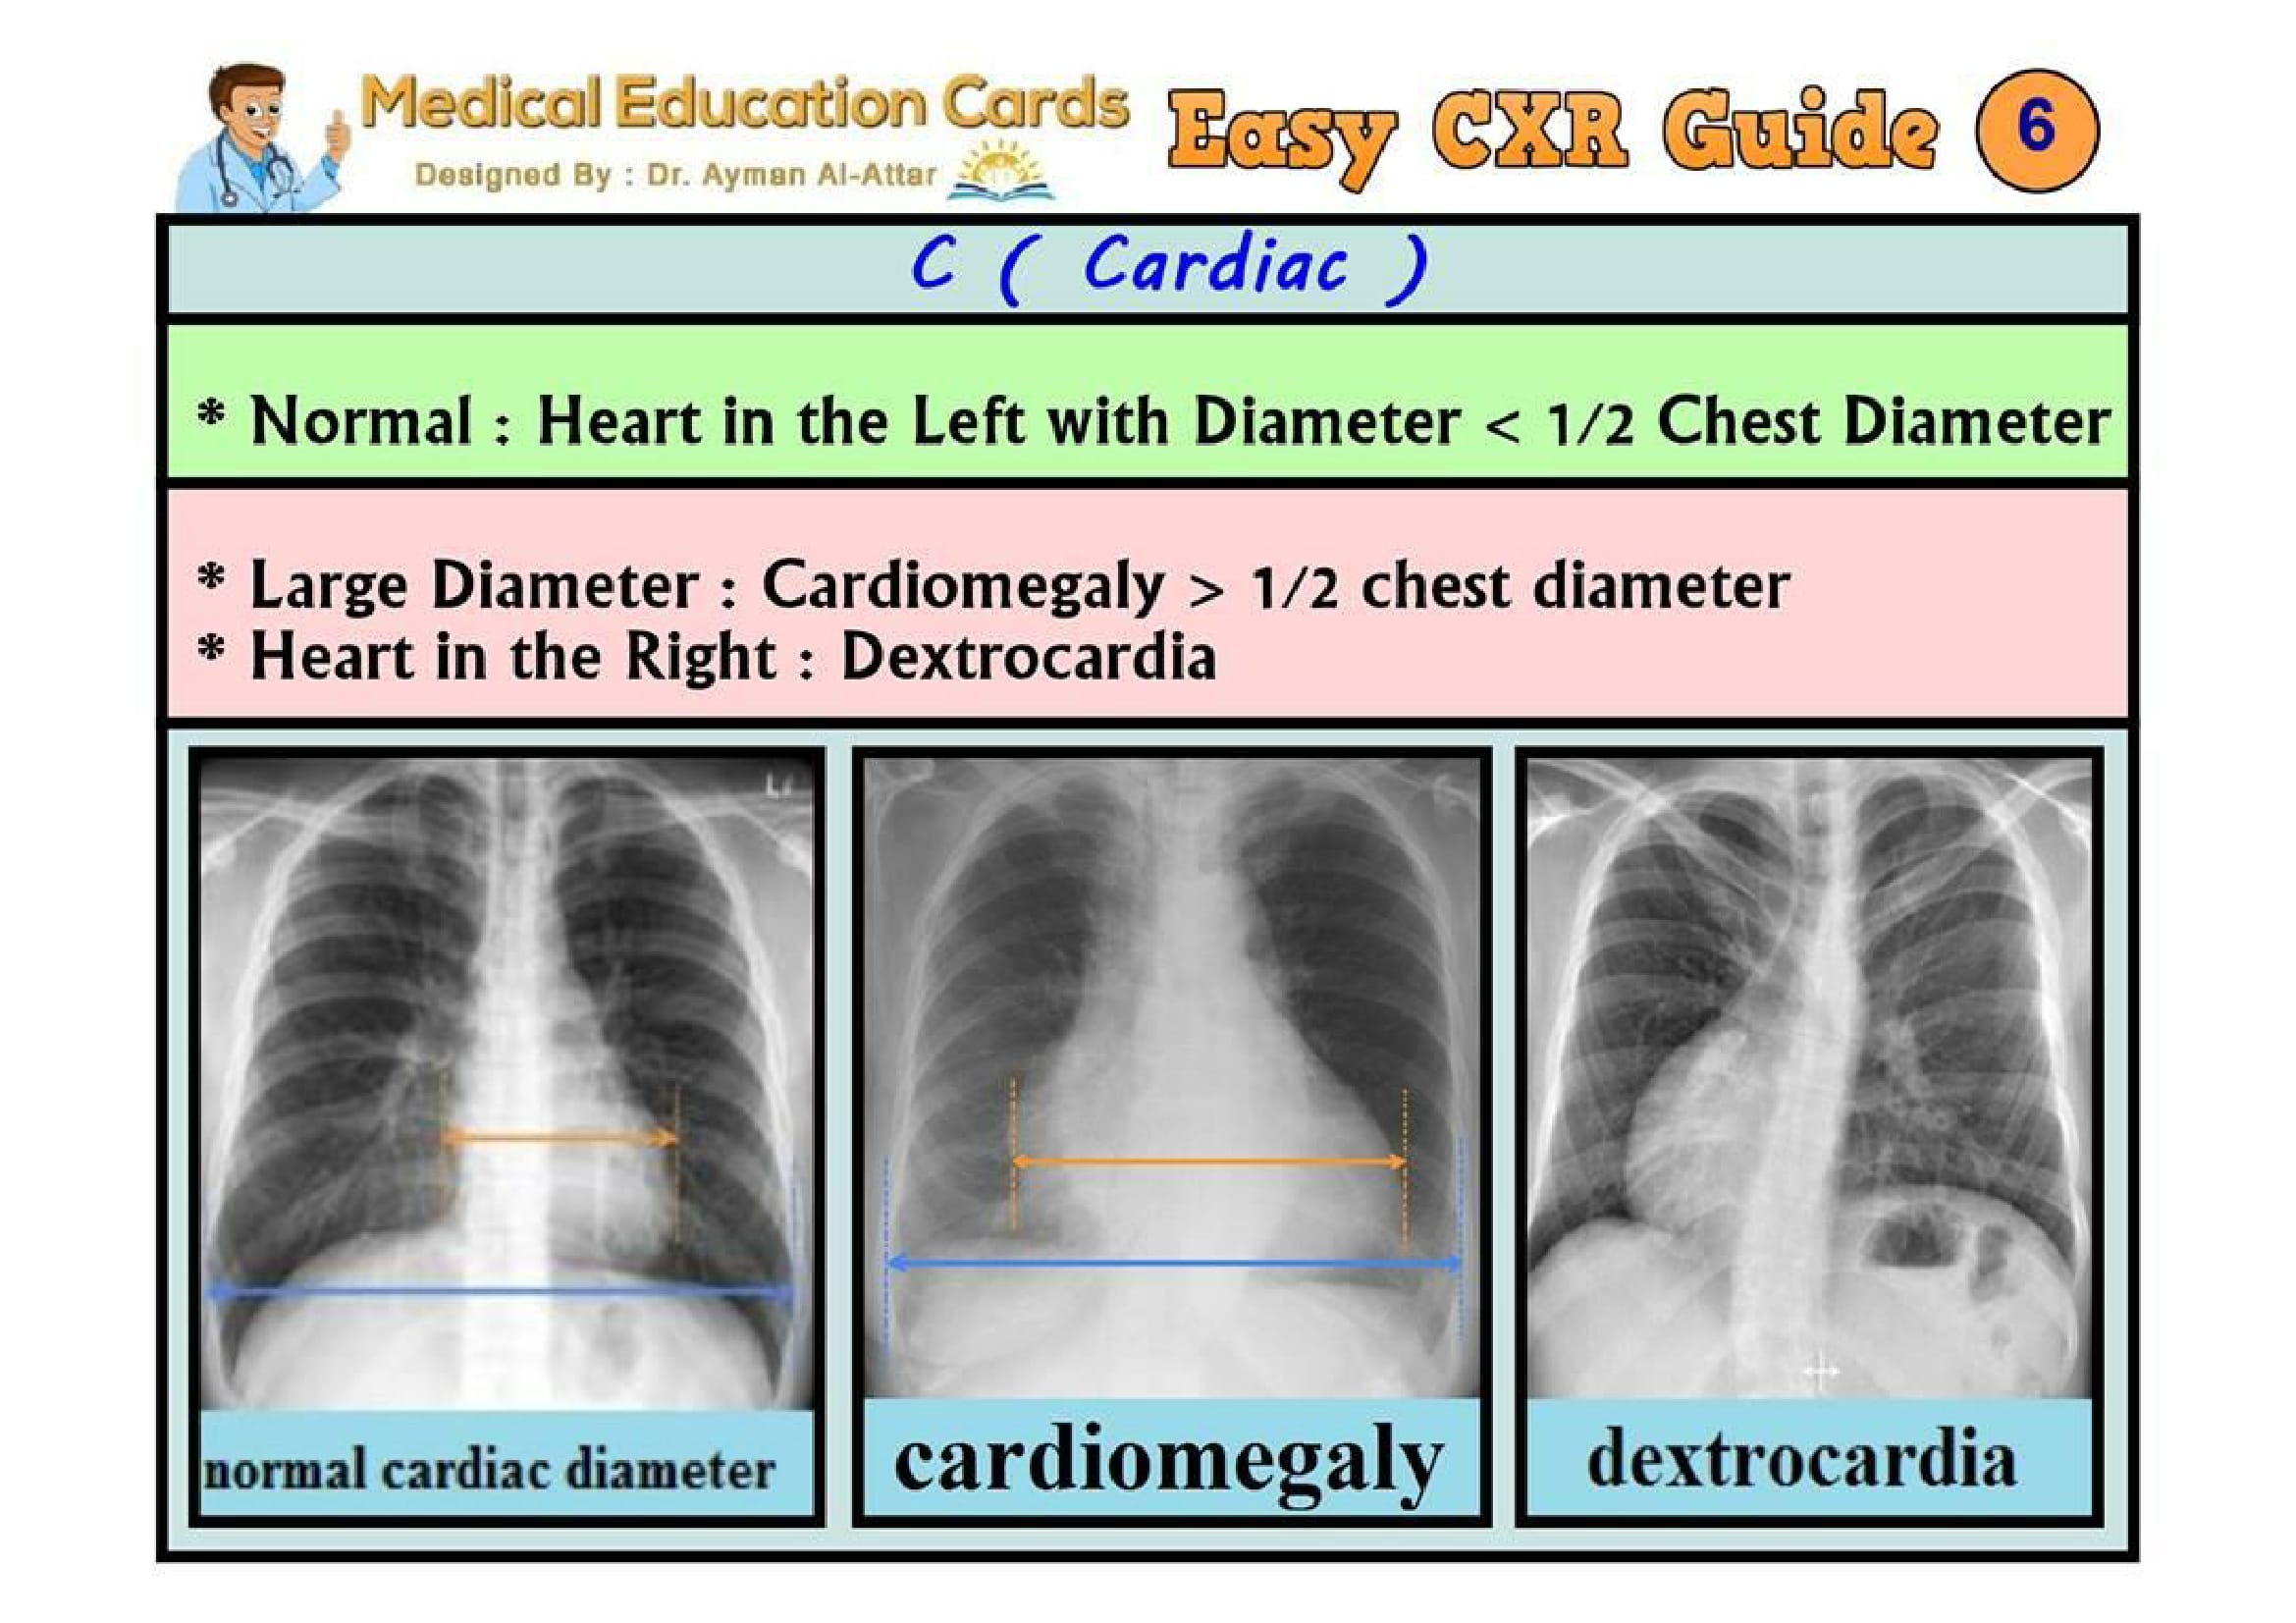 Medical Education Cards
Designed By : Dr. Ayman Al-Attar
Easy CXR Guide 6
C ( Cardiac )
* Normal : Heart in the Left with Diameter < 1/2 Chest Diameter
* Large Diameter : Cardiomegaly > 1/2 chest diameter
* Heart in the Right : Dextrocardia
normal cardiac diameter
cardiomegaly
dextrocardia